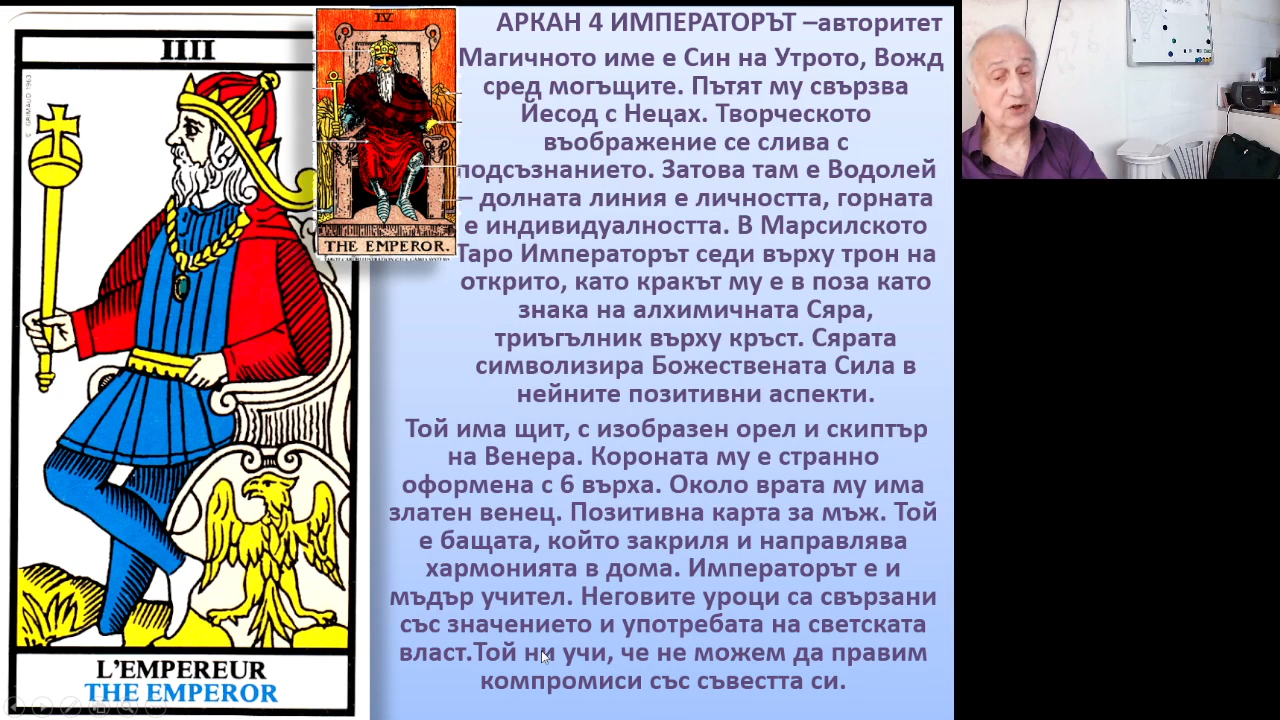 IIII
© GRIMAUD 1963
L'EMPEREUR
THE EMPEROR
IV
THE EMPEROR.
АРКАН 4 ИМПЕРАТОРЪТ –авторитет
Магичното име е Син на Утрото, Вожд
сред могъщите. Пътят му свързва
Йесод с Нецах. Творческото
въображение се слива с
подсъзнанието. Затова там е Водолей
– долната линия е личността, горната
е индивидуалността. В Марсилското
Таро Императорът седи върху трон на
открито, като кракът му е в поза като
знака на алхимичната Сяра,
триъгълник върху кръст. Сярата
символизира Божествената Сила в
нейните позитивни аспекти.
Той има щит, с изобразен орел и скиптър
на Венера. Короната му е странно
оформена с 6 върха. Около врата му има
златен венец. Позитивна карта за мъж. Той
е бащата, който закриля и направлява
хармонията в дома. Императорът е и
мъдър учител. Неговите уроци са свързани
със значението и употребата на светската
власт.Той ни учи, че не можем да правим
компромиси със съвестта си.